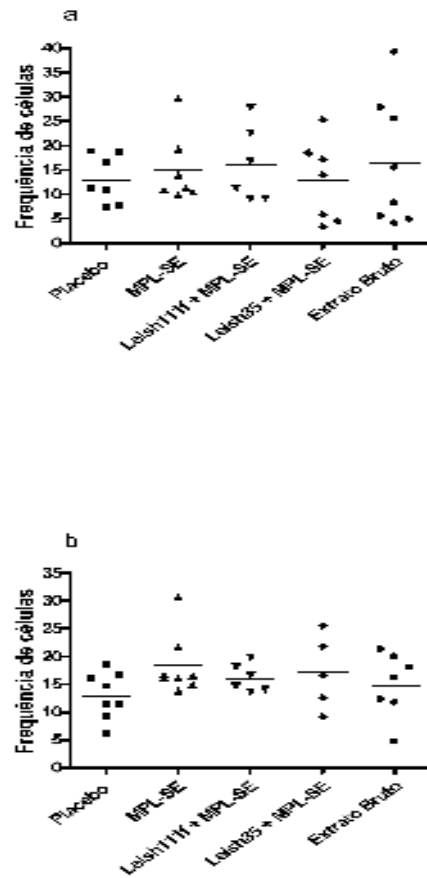 a
Frequência de células
40
35
30
25
20
15
10
5
0
Placebo
MPL-SE
Leish111f + MPL-SE
Leish35 + MPL-SE
Extrato Bruto
b
Frequência de células
35
30
25
20
15
10
5
0
Placebo
MPL-SE
Leish111f + MPL-SE
Leish35 + MPL-SE
Extrato Bruto